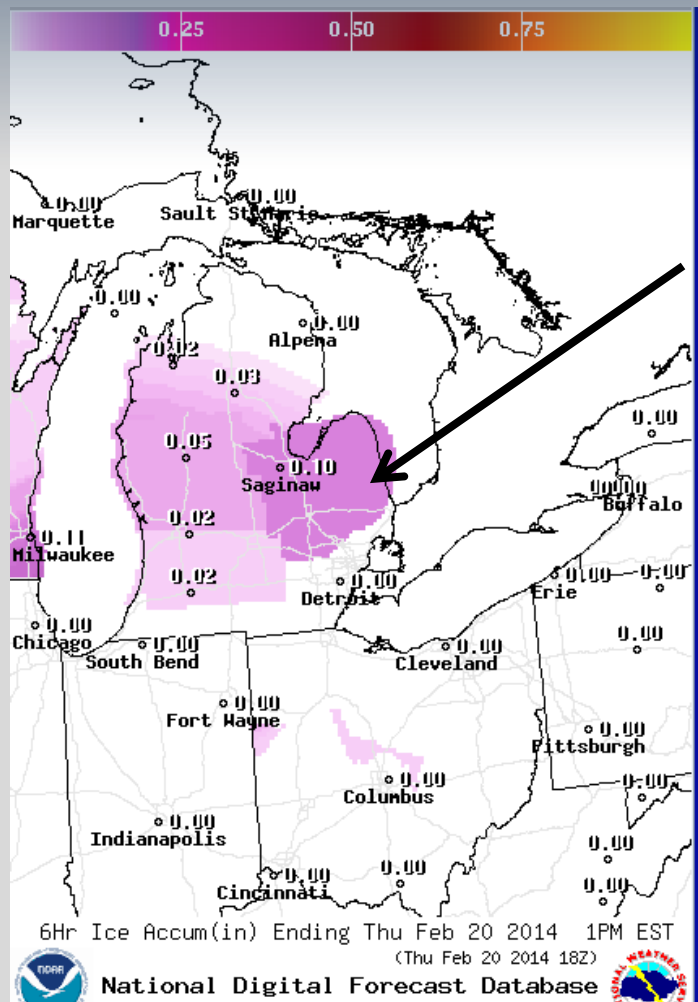 0.25 0.50 0.75
0.00
Marquette
0.00
Sault St. Marie
0.00
0.00
Alpena
0.02
0.03
0.05
0.10
Saginaw
0.00
Buffalo
0.11
Milwaukee
0.02
0.02
0.00
Detroit
0.00
Erie
0.00
0.00
Chicago
0.00
South Bend
0.00
Cleveland
0.00
0.00
Fort Wayne
0.00
Pittsburgh
0.00
Columbus
0.00
0.00
Indianapolis
0.00
Cincinnati
0.00
0.00
0.00
6Hr Ice Accum(in) Ending Thu Feb 20 2014 1PM EST
(Thu Feb 20 2014 18Z)
NOAA
National Digital Forecast Database